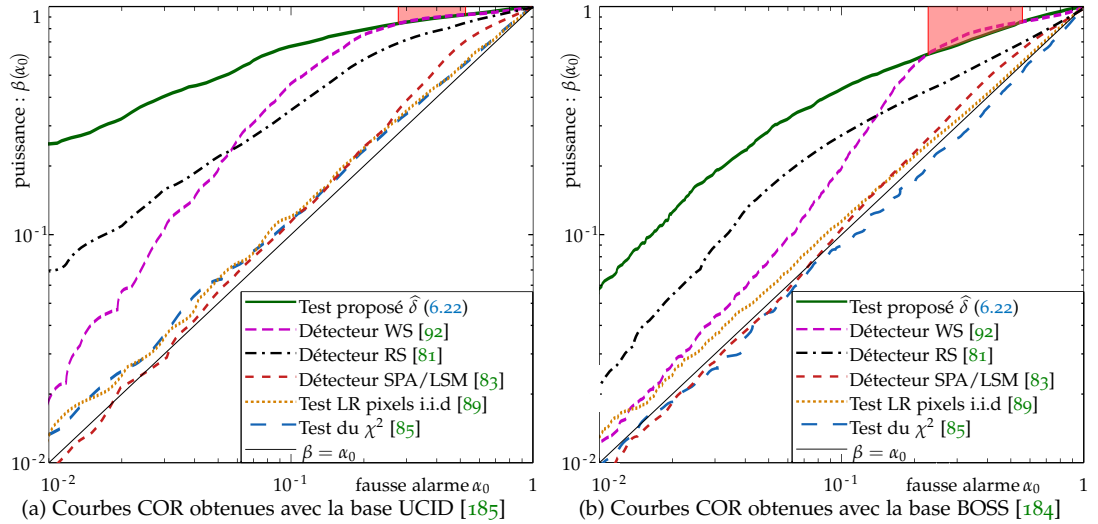 1
10⁻¹
10⁻²
puissance : β(α₀)
Test proposé δ̂ (6.22)
Détecteur WS [92]
Détecteur RS [81]
Détecteur SPA/LSM [83]
Test LR pixels i.i.d [89]
Test du χ² [85]
β = α₀
10⁻² 10⁻¹ fausse alarme α₀ 1
(a) Courbes COR obtenues avec la base UCID [185]
1
10⁻¹
10⁻²
puissance : β(α₀)
Test proposé δ̂ (6.22)
Détecteur WS [92]
Détecteur RS [81]
Détecteur SPA/LSM [83]
Test LR pixels i.i.d [89]
Test du χ² [85]
β = α₀
10⁻² 10⁻¹ fausse alarme α₀ 1
(b) Courbes COR obtenues avec la base BOSS [184]